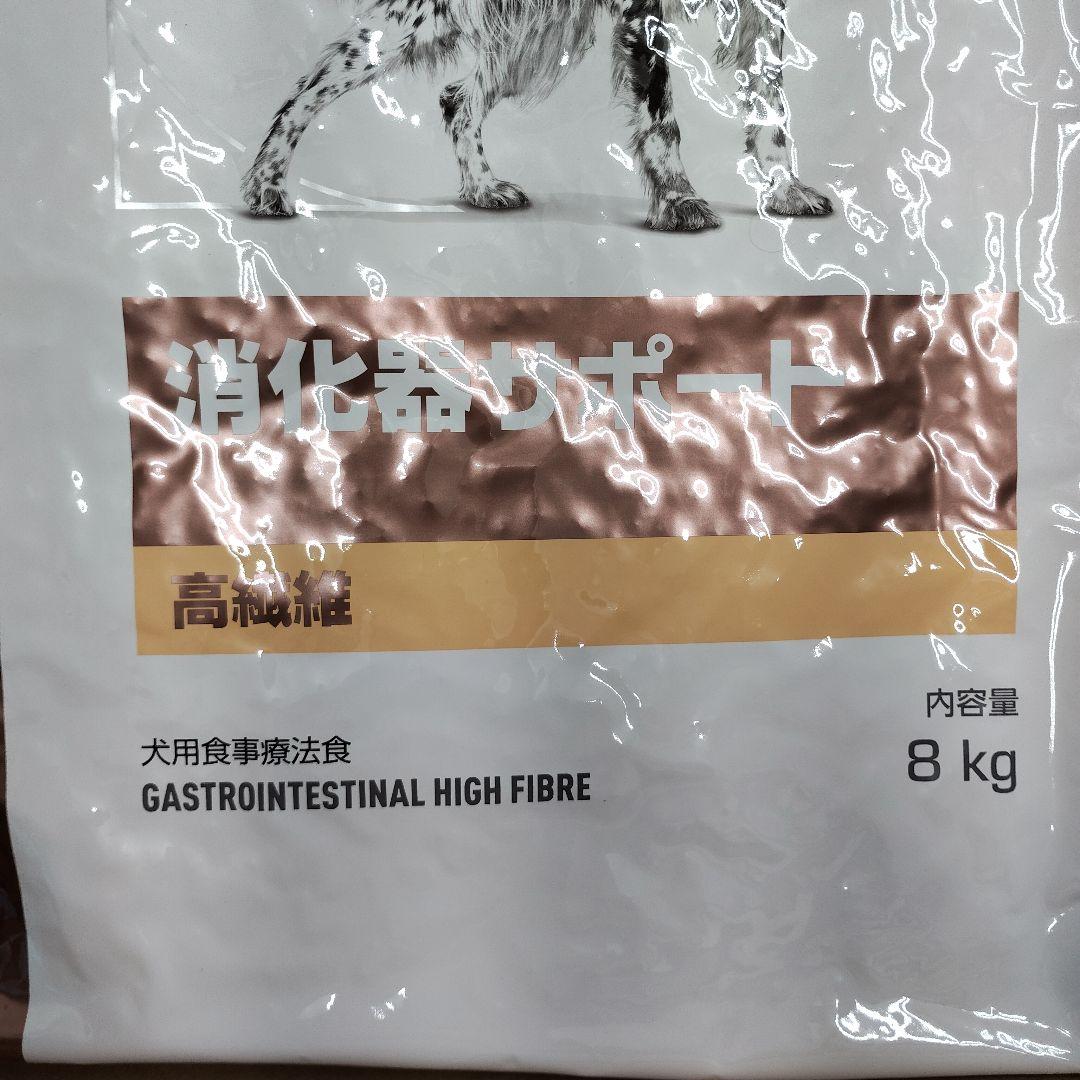 消化器サポート
高繊維
内容量
8 kg
犬用食事療法食
GASTROINTESTINAL HIGH FIBRE